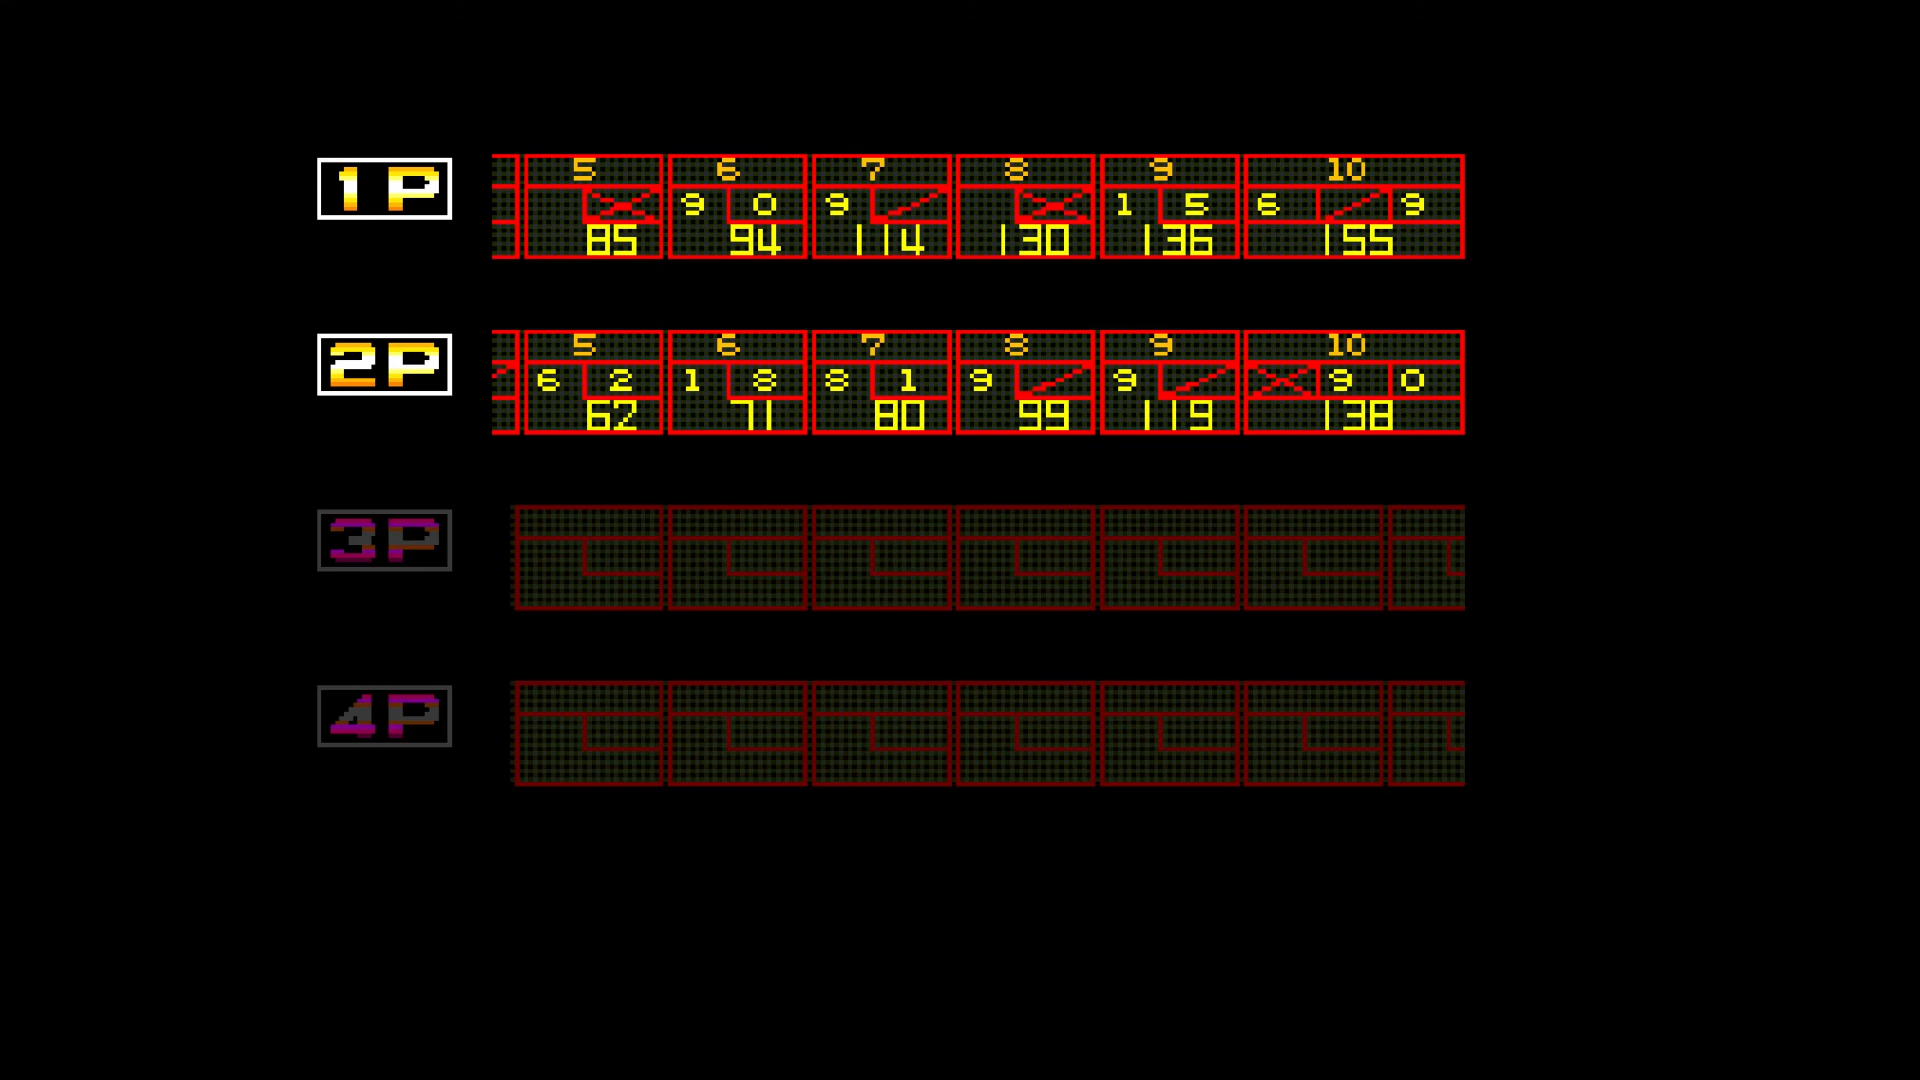 1P
5 6 7 8 9 10
9 0 9 1 5 6 9
85 94 114 130 136 155
2P
5 6 7 8 9 10
6 2 1 8 8 1 9 9 9 0
62 71 80 99 119 138
3P
4P